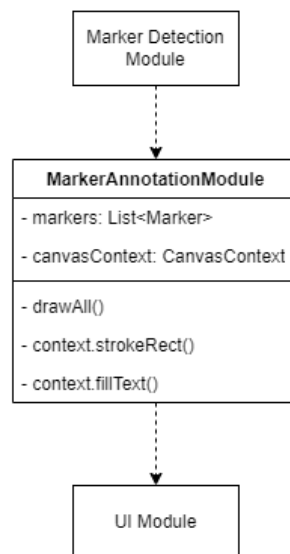 Marker Detection
Module
MarkerAnnotationModule
- markers: List<Marker>
- canvasContext: CanvasContext
- drawAll()
- context.strokeRect()
- context.fillText()
UI Module